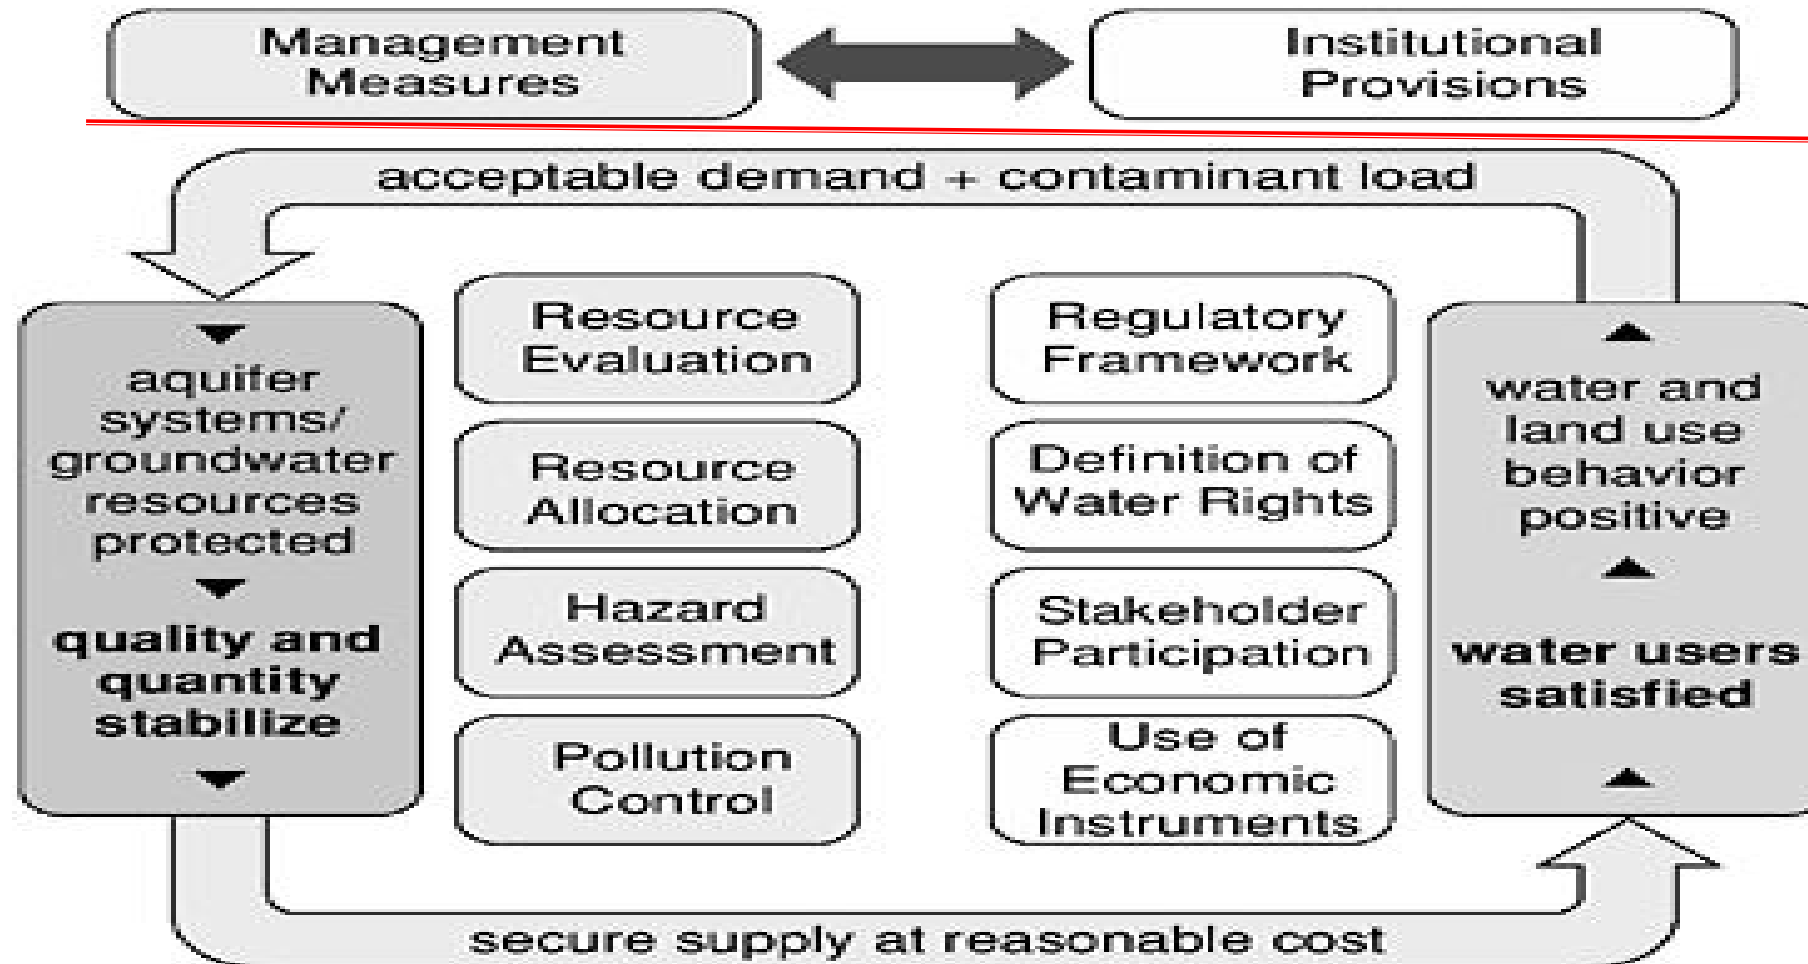 Management
Measures
Institutional
Provisions
acceptable demand + contaminant load
aquifer
systems/
groundwater
resources
protected
quality and
quantity
stabilize
Resource
Evaluation
Resource
Allocation
Hazard
Assessment
Pollution
Control
Regulatory
Framework
Definition of
Water Rights
Stakeholder
Participation
Use of
Economic
Instruments
water and
land use
behavior
positive
water users
satisfied
secure supply at reasonable cost